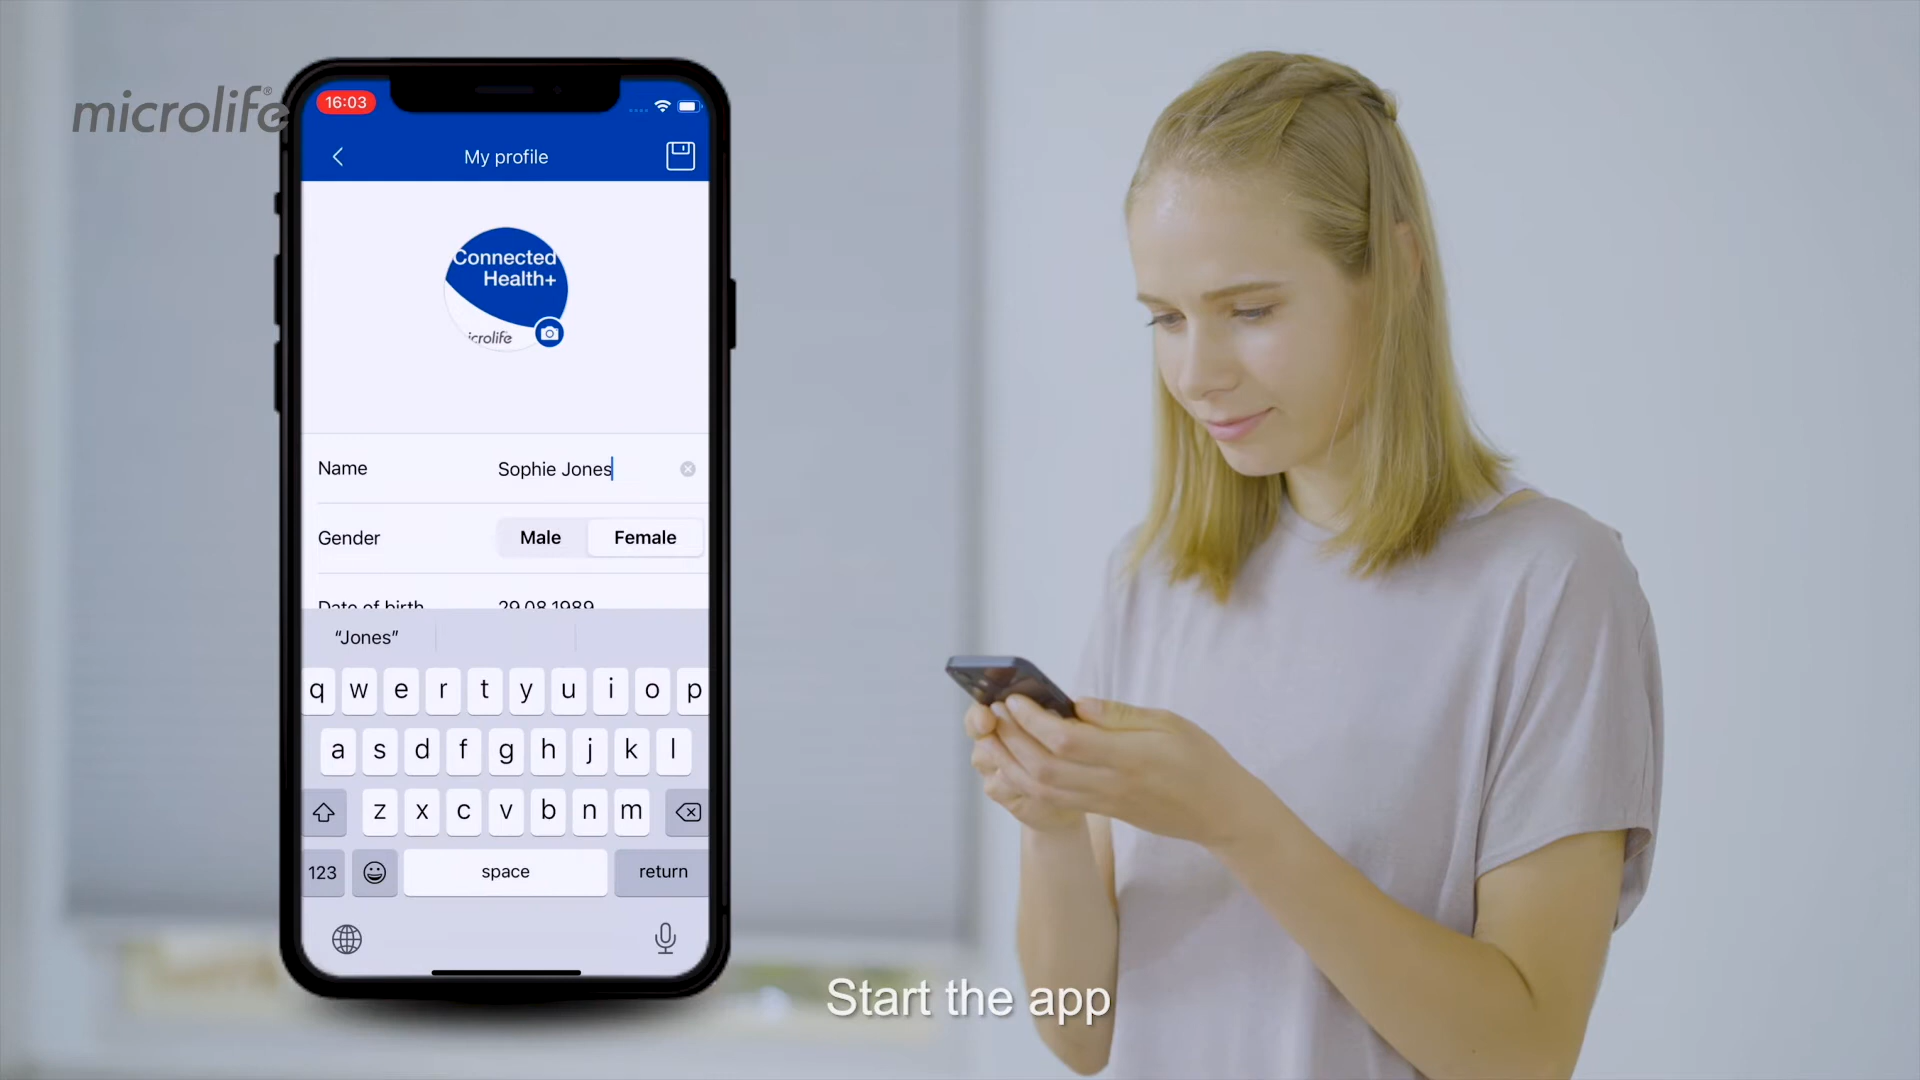 microlife®
16:03
My profile
Connected
Health+
icrolife
Name
Sophie Jones
Gender
Male
Female
Date of birth
29.08.1989
"Jones"
q w e r t y u i o p
a s d f g h j k l
z x c v b n m
123
space
return
Start the app